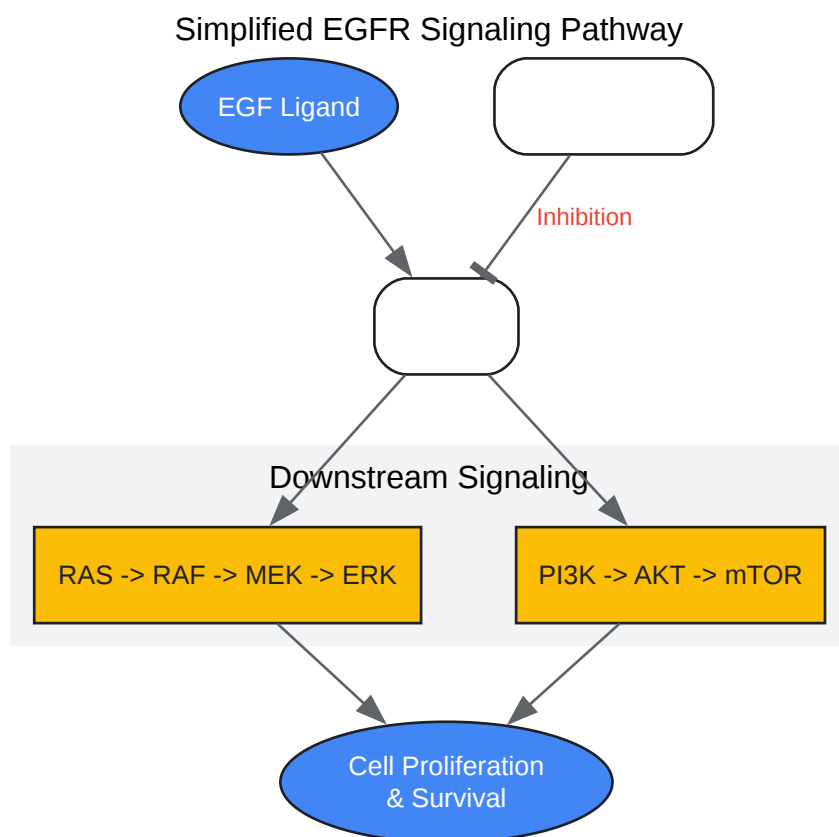 Simplified EGFR Signaling Pathway
EGF Ligand
Inhibition
Downstream Signaling
RAS -> RAF -> MEK -> ERK
PI3K -> AKT -> mTOR
Cell Proliferation
& Survival